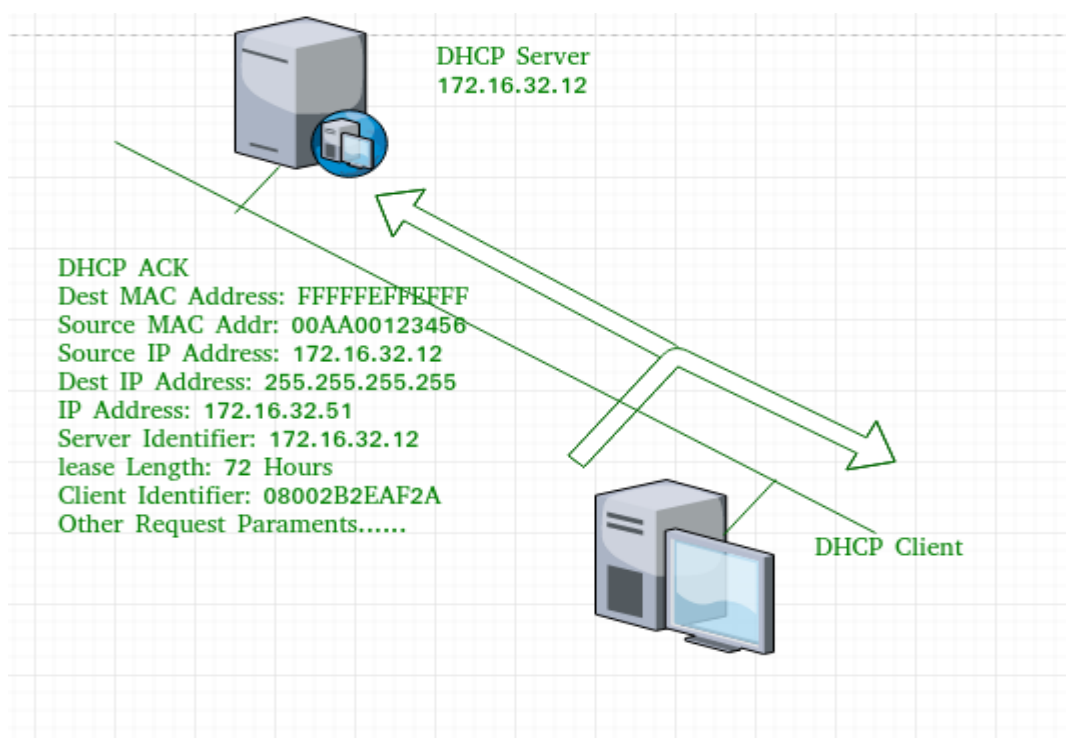 DHCP Server
172.16.32.12
DHCP ACK
Dest MAC Address: FFFFFEFFEFFF
Source MAC Addr: 00AA00123456
Source IP Address: 172.16.32.12
Dest IP Address: 255.255.255.255
IP Address: 172.16.32.51
Server Identifier: 172.16.32.12
lease Length: 72 Hours
Client Identifier: 08002B2EAF2A
Other Request Paraments......
DHCP Client